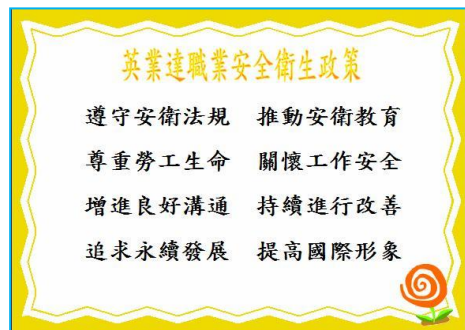 英業達職業安全衛生政策
遵守安衛法規 推動安衛教育
尊重勞工生命 關懷工作安全
增進良好溝通 持續進行改善
追求永續發展 提高國際形象